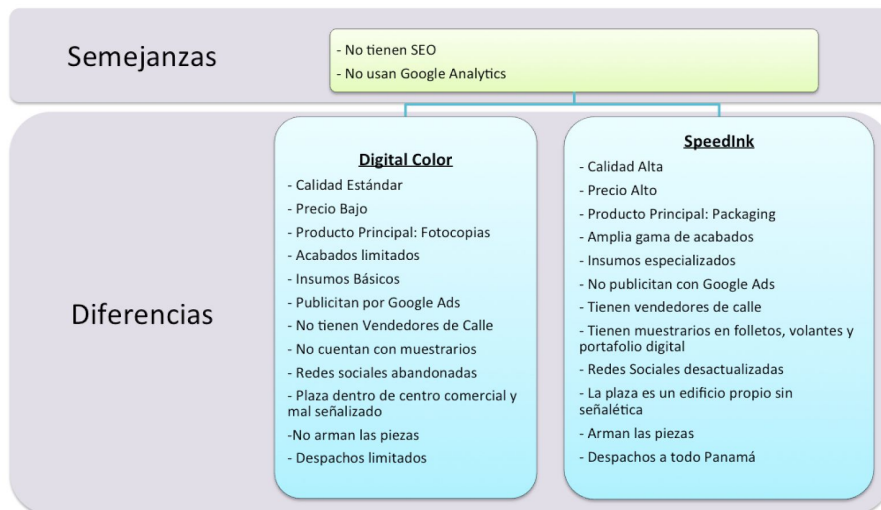 Semejanzas
- No tienen SEO
- No usan Google Analytics
Diferencias
Digital Color
- Calidad Estándar
- Precio Bajo
- Producto Principal: Fotocopias
- Acabados limitados
- Insumos Básicos
- Publicitan por Google Ads
- No tienen Vendedores de Calle
- No cuentan con muestrarios
- Redes sociales abandonadas
- Plaza dentro de centro comercial y
mal señalizado
-No arman las piezas
- Despachos limitados
SpeedInk
- Calidad Alta
- Precio Alto
- Producto Principal: Packaging
- Amplia gama de acabados
- Insumos especializados
- No publicitan con Google Ads
- Tienen vendedores de calle
- Tienen muestrarios en folletos, volantes y
portafolio digital
- Redes Sociales desactualizadas
- La plaza es un edificio propio sin
señalética
- Arman las piezas
- Despachos a todo Panamá